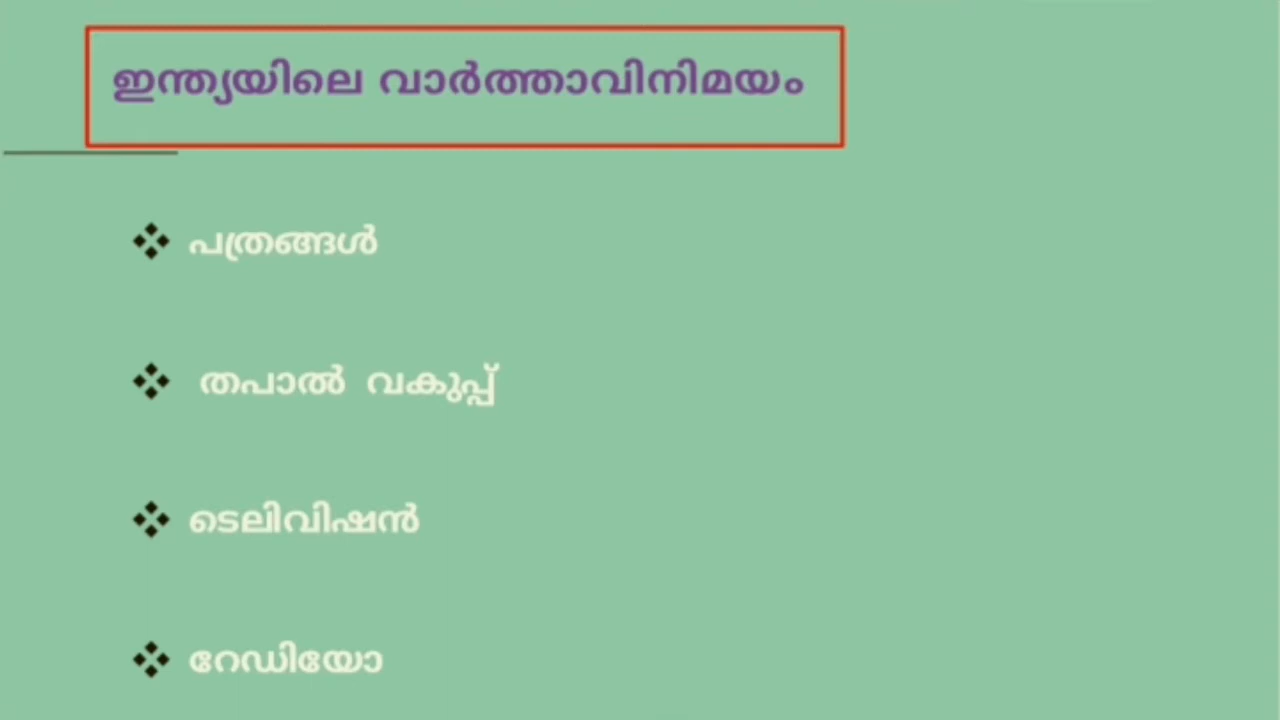 ഇന്ത്യയിലെ വാർത്താവിനിമയം
പത്രങ്ങൾ
തപാൽ വകുപ്പ്
ടെലിവിഷൻ
റേഡിയോ